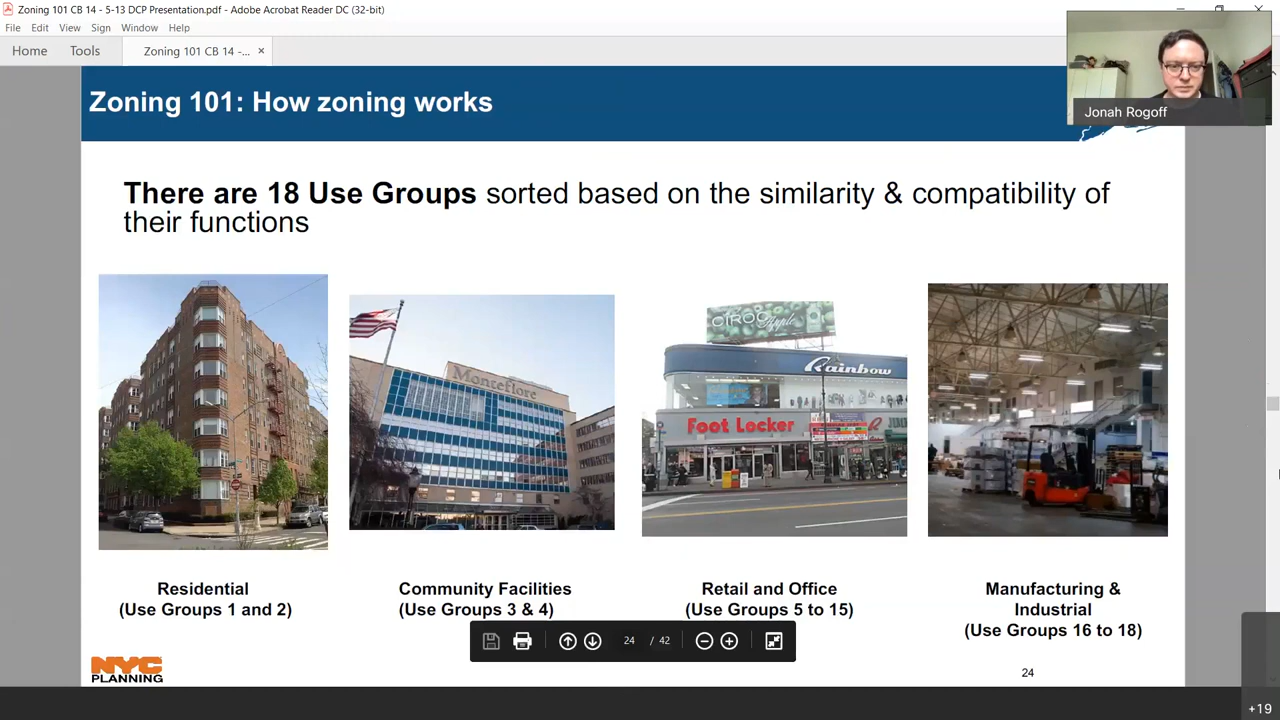 Zoning 101 CB 14 - 5-13 DCP Presentation.pdf - Adobe Acrobat Reader DC (32-bit)
File Edit View Sign Window Help
Home Tools Zoning 101 CB 14 -... ×
Jonah Rogoff
Zoning 101: How zoning works
There are 18 Use Groups sorted based on the similarity & compatibility of
their functions
CIROC Apple
Montefiore
Rainbow
Foot Locker
Residential
(Use Groups 1 and 2)
Community Facilities
(Use Groups 3 & 4)
Retail and Office
(Use Groups 5 to 15)
Manufacturing &
Industrial
(Use Groups 16 to 18)
24 / 42
NYC
PLANNING
24
+19